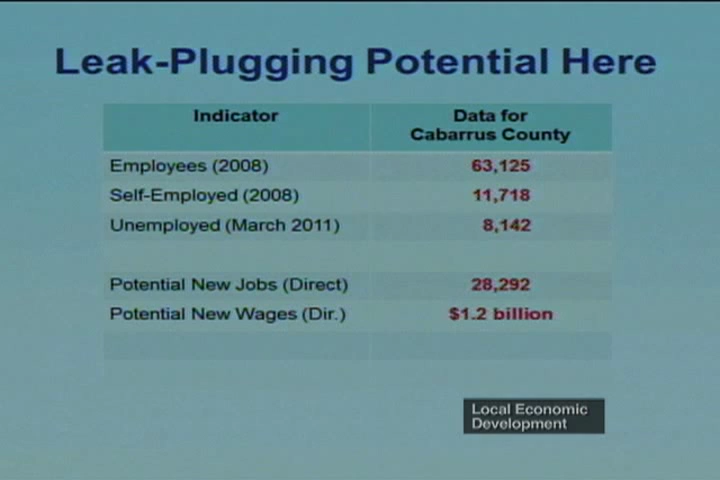 Leak-Plugging Potential Here
Indicator
Data for
Cabarrus County
Employees (2008) 63,125
Self-Employed (2008) 11,718
Unemployed (March 2011) 8,142
Potential New Jobs (Direct) 28,292
Potential New Wages (Dir.) $1.2 billion
Local Economic
Development